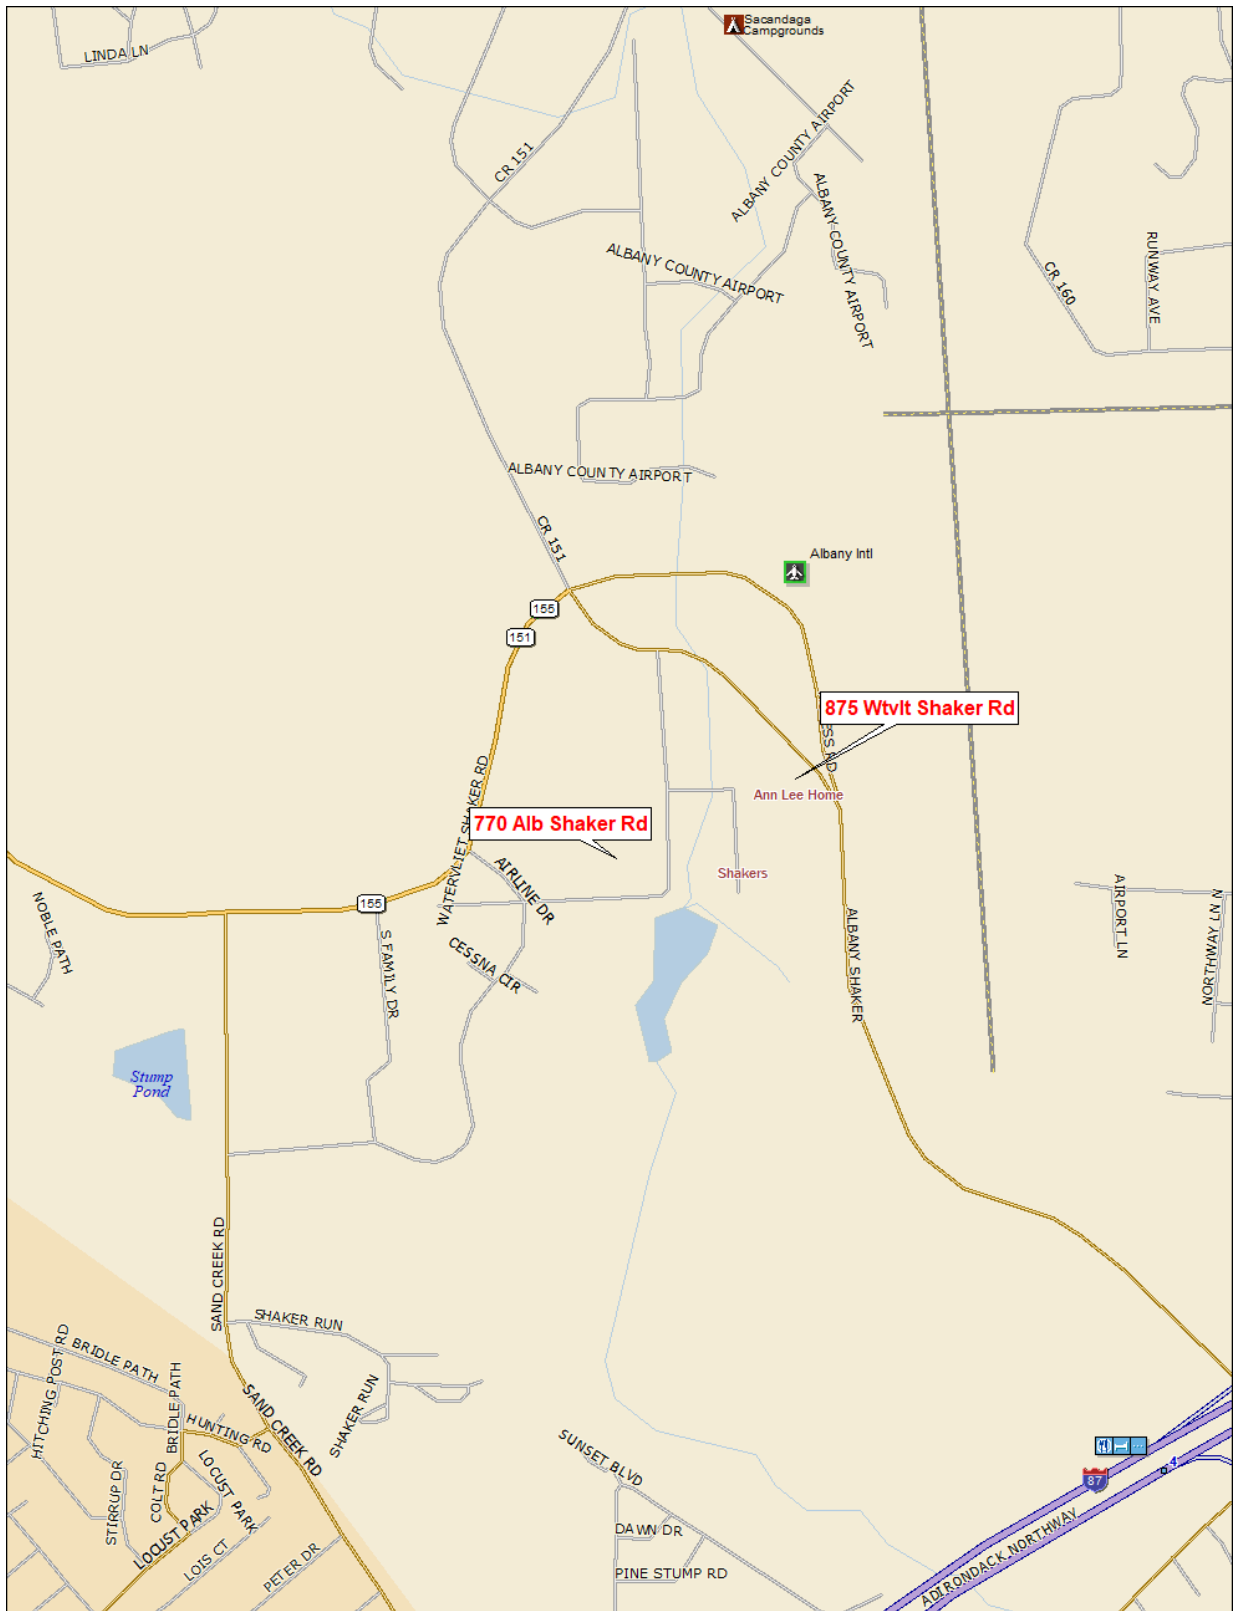 Sacandaga
Campgrounds
LINDA LN
CR 151
ALBANY COUNTY AIRPORT
ALBANY COUNTY AIRPORT
ALBANY COUNTY AIRPORT
RUNWAY AVE
CR 160
ALBANY COUNTY AIRPORT
CR 151
Albany Intl
155
151
875 Wtvlt Shaker Rd
SS RD
Ann Lee Home
WATERVLIET SHAKER RD
770 Alb Shaker Rd
AIRLINE DR
Shakers
155
NOBLE PATH
S FAMILY DR
CESSNA CIR
ALBANY SHAKER
AIRPORT LN
NORTHWAY LN N
Stump
Pond
SAND CREEK RD
SHAKER RUN
BRIDLE PATH
HITCHING POST RD
BRIDLE PATH
HUNTING RD
SAND CREEK RD
SHAKER RUN
LOCUST PARK
COLT RD
STIRRUP DR
LOCUST PARK
LOIS CT
PETER DR
SUNSET BLVD
DAWN DR
PINE STUMP RD
87
4
ADIRONDACK NORTHWAY